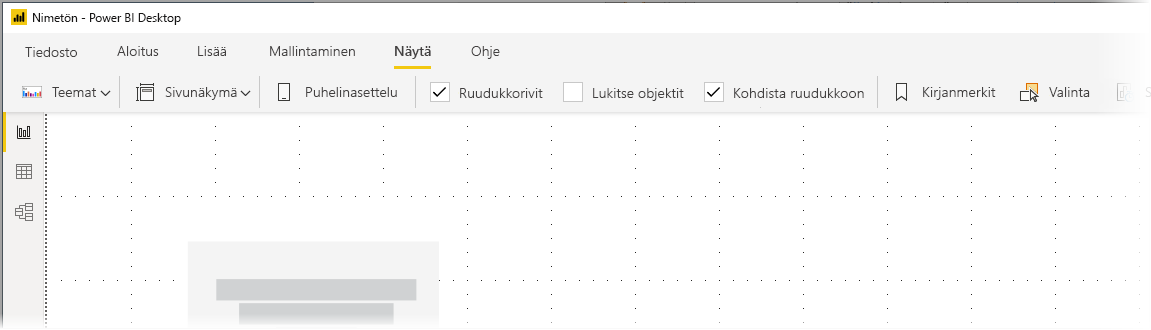 Nimetön - Power BI Desktop
Tiedosto Aloitus Lisää Mallintaminen Näytä Ohje
Teemat Sivunäkymä Puhelinasettelu Ruudukkorivit Lukitse objektit Kohdista ruudukkoon Kirjanmerkit Valinta